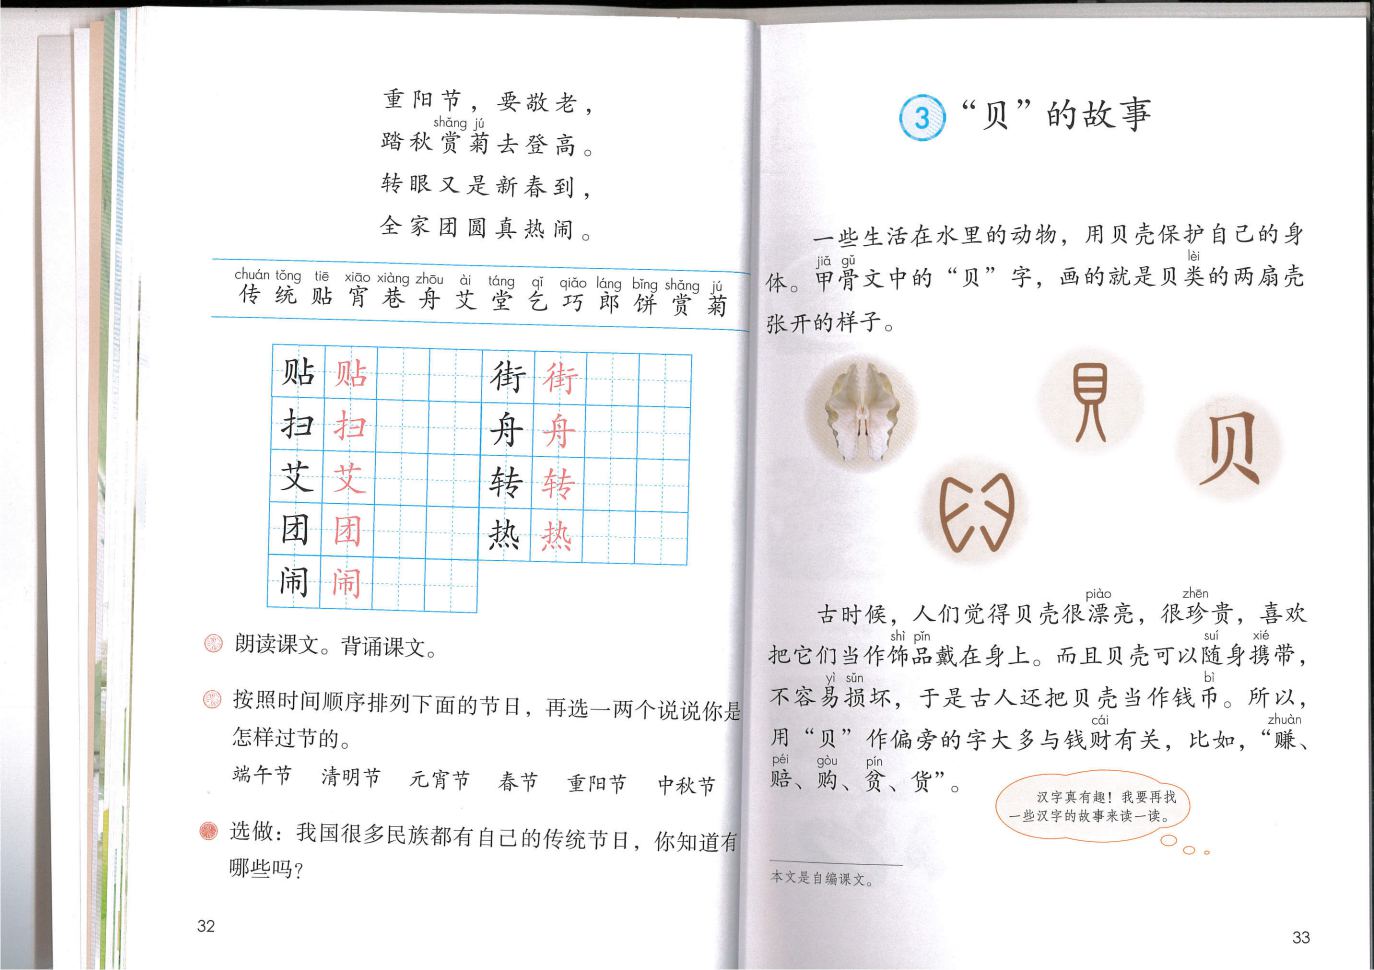 重阳节，要敬老，
shǎng jú
踏秋赏菊去登高。
转眼又是新春到，
全家团圆真热闹。
chuán tǒng tiē xiāo xiàng zhōu ài táng qǐ qiǎo láng bǐng shǎng jú
传 统 贴 宵 巷 舟 艾 堂 乞 巧 郎 饼 赏 菊
贴 贴 街 街
扫 扫 舟 舟
艾 艾 转 转
团 团 热 热
闹 闹
朗读课文。背诵课文。
按照时间顺序排列下面的节日，再选一两个说说你是
怎样过节的。
端午节 清明节 元宵节 春节 重阳节 中秋节
选做：我国很多民族都有自己的传统节日，你知道有
哪些吗？
32
3 “贝”的故事
一些生活在水里的动物，用贝壳保护自己的身
jiǎ gǔ lèi
体。甲骨文中的“贝”字，画的就是贝类的两扇壳
张开的样子。
貝
贝
piào zhēn
古时候，人们觉得贝壳很漂亮，很珍贵，喜欢
shì pǐn suí xié
把它们当作饰品戴在身上。而且贝壳可以随身携带，
yì sǔn bì
不容易损坏，于是古人还把贝壳当作钱币。所以，
cái zhuàn
用“贝”作偏旁的字大多与钱财有关，比如，“赚、
péi gòu pín
赔、购、贫、货”。
汉字真有趣！我要再找
一些汉字的故事来读一读。
本文是自编课文。
33